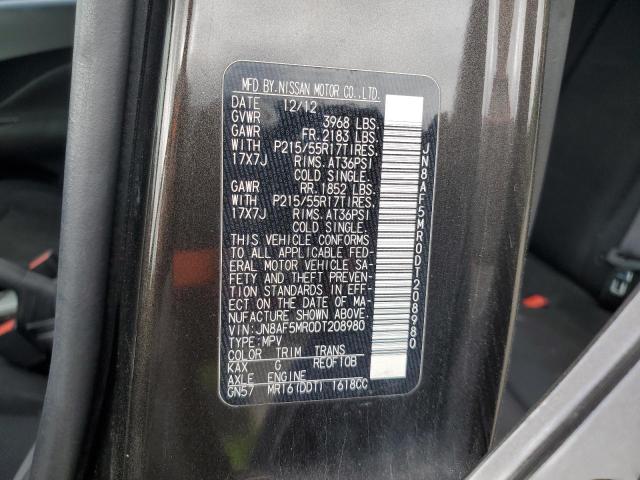 MFD BY.NISSAN MOTOR CO.,LTD.
DATE 12/12
GVWR 3968 LBS.
GAWR FR. 2183 LBS.
WITH P215/55R17TIRES.
17X7J RIMS. AT36PSI
COLD SINGLE.
GAWR RR. 1852 LBS.
WITH P215/55R17TIRES.
17X7J RIMS. AT36PSI
COLD SINGLE.
THIS VEHICLE CONFORMS
TO ALL APPLICABLE FED-
ERAL MOTOR VEHICLE SA-
FETY AND THEFT PREVEN-
TION STANDARDS IN EFF-
ECT ON THE DATE OF MA-
NUFACTURE SHOWN ABOVE.
VIN:JN8AF5MR0DT208980
TYPE:MPV
COLOR TRIM TRANS
KAX G RE0F10B
AXLE ENGINE
GN57 MR16(DDT) 1618CC
JN8AF5MR0DT208980